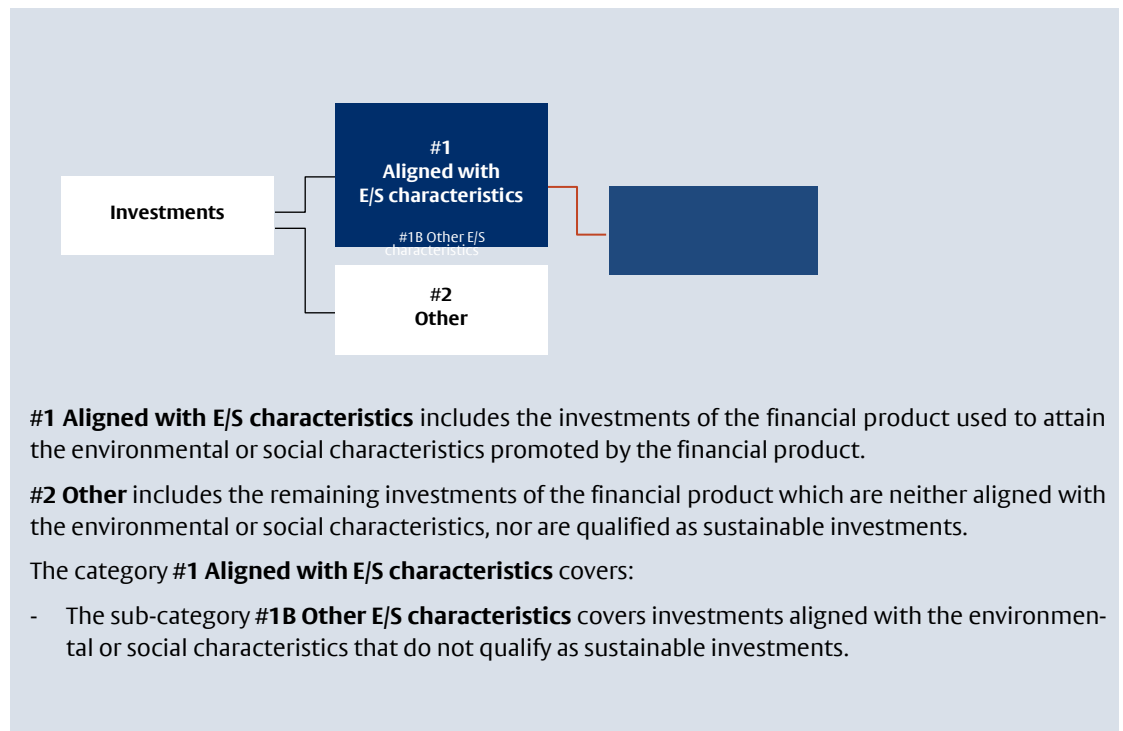 #1
Aligned with
E/S characteristics
Investments
#1B Other E/S
characteristics
#2
Other
#1 Aligned with E/S characteristics includes the investments of the financial product used to attain
the environmental or social characteristics promoted by the financial product.
#2 Other includes the remaining investments of the financial product which are neither aligned with
the environmental or social characteristics, nor are qualified as sustainable investments.
The category #1 Aligned with E/S characteristics covers:
- The sub-category #1B Other E/S characteristics covers investments aligned with the environmen-
tal or social characteristics that do not qualify as sustainable investments.